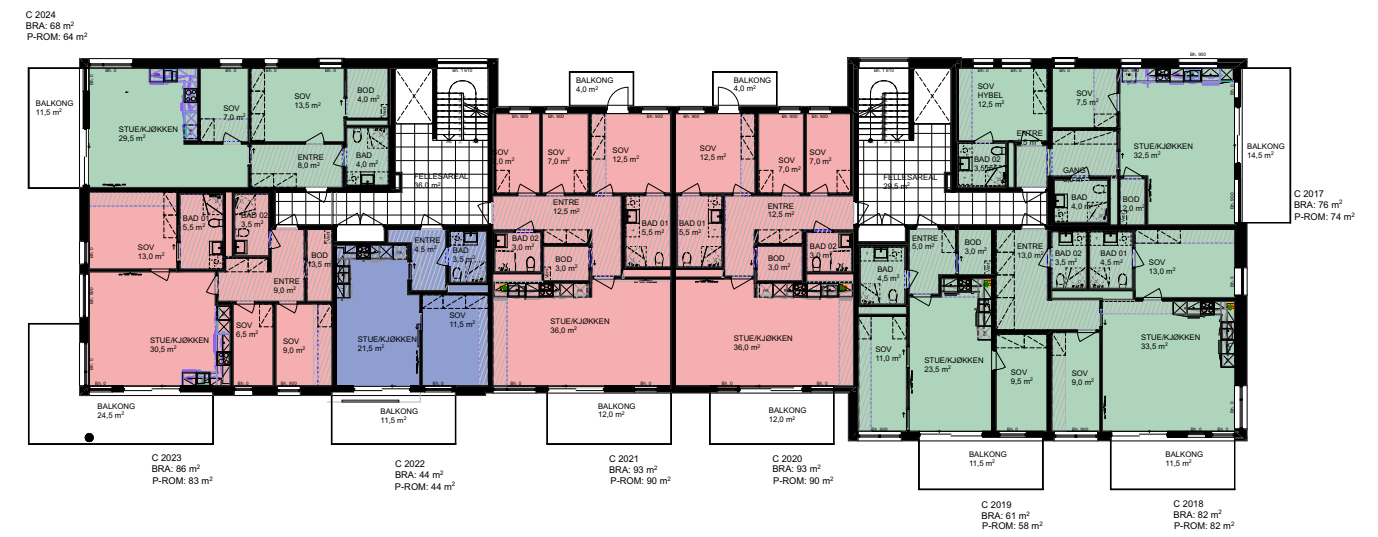 C 2024
BRA: 68 m²
P-ROM: 64 m²
BALKONG
11,5 m²
STUE/KJØKKEN
29,5 m²
SOV
7,0 m²
SOV
13,5 m²
BOD
4,0 m²
ENTRE
8,0 m²
BAD
4,0 m²
FELLESAREAL
36,0 m²
BALKONG
4,0 m²
BALKONG
4,0 m²
SOV
SOV
7,0 m²
SOV
12,5 m²
SOV
12,5 m²
SOV
7,0 m²
SOV
7,0 m²
FELLESAREAL
29,5 m²
SOV
HYBEL
12,5 m²
SOV
7,5 m²
ENTRE
BAD 02
STUE/KJØKKEN
32,5 m²
GANG
BAD
4,0 m²
BOD
2,0 m²
BALKONG
14,5 m²
C 2017
BRA: 76 m²
P-ROM: 74 m²
SOV
13,0 m²
BAD 01
5,5 m²
BAD 02
3,5 m²
BOD
3,5 m²
ENTRE
9,0 m²
STUE/KJØKKEN
30,5 m²
SOV
6,5 m²
SOV
9,0 m²
ENTRE
4,5 m²
BAD
3,5 m²
STUE/KJØKKEN
21,5 m²
SOV
11,5 m²
ENTRE
12,5 m²
BAD 01
5,5 m²
BAD 02
3,0 m²
BOD
3,0 m²
STUE/KJØKKEN
36,0 m²
BAD 01
5,5 m²
ENTRE
12,5 m²
BOD
3,0 m²
BAD 02
3,0 m²
STUE/KJØKKEN
36,0 m²
ENTRE
5,0 m²
BOD
3,0 m²
BAD
4,5 m²
SOV
11,0 m²
STUE/KJØKKEN
23,5 m²
ENTRE
13,0 m²
BAD 02
3,5 m²
BAD 01
4,5 m²
SOV
13,0 m²
SOV
9,5 m²
SOV
9,0 m²
STUE/KJØKKEN
33,5 m²
BALKONG
24,5 m²
BALKONG
11,5 m²
BALKONG
12,0 m²
BALKONG
12,0 m²
BALKONG
11,5 m²
BALKONG
11,5 m²
C 2023
BRA: 86 m²
P-ROM: 83 m²
C 2022
BRA: 44 m²
P-ROM: 44 m²
C 2021
BRA: 93 m²
P-ROM: 90 m²
C 2020
BRA: 93 m²
P-ROM: 90 m²
C 2019
BRA: 61 m²
P-ROM: 58 m²
C 2018
BRA: 82 m²
P-ROM: 82 m²